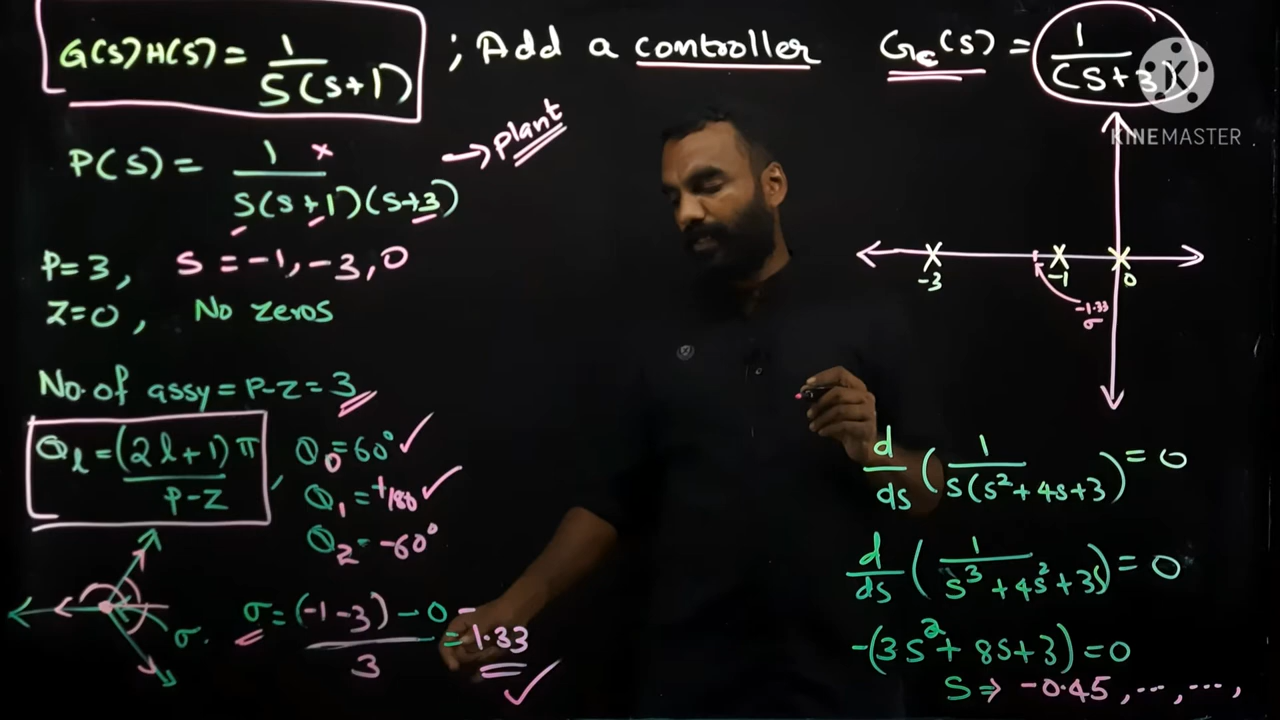 G(s)H(s) = 1 / S(s+1) ; Add a controller Gc(s) = 1 / (s+3)
KINEMASTER
P(s) = 1 / s(s+1)(s+3) → plant
P=3, s = -1, -3, 0
Z=0, No zeros
No. of assy = P-Z = 3
θl = (2l+1)π / P-Z, θ0 = 60°
θ1 = +180
θ2 = -60°
σ.
σ = (-1-3) - 0 / 3 = -1.33
-3 -1 0
-1.33
σ
d/ds (1 / s(s²+4s+3)) = 0
d/ds (1 / s³+4s²+3s) = 0
-(3s²+8s+3) = 0
S ⇒ -0.45, ..., ...,